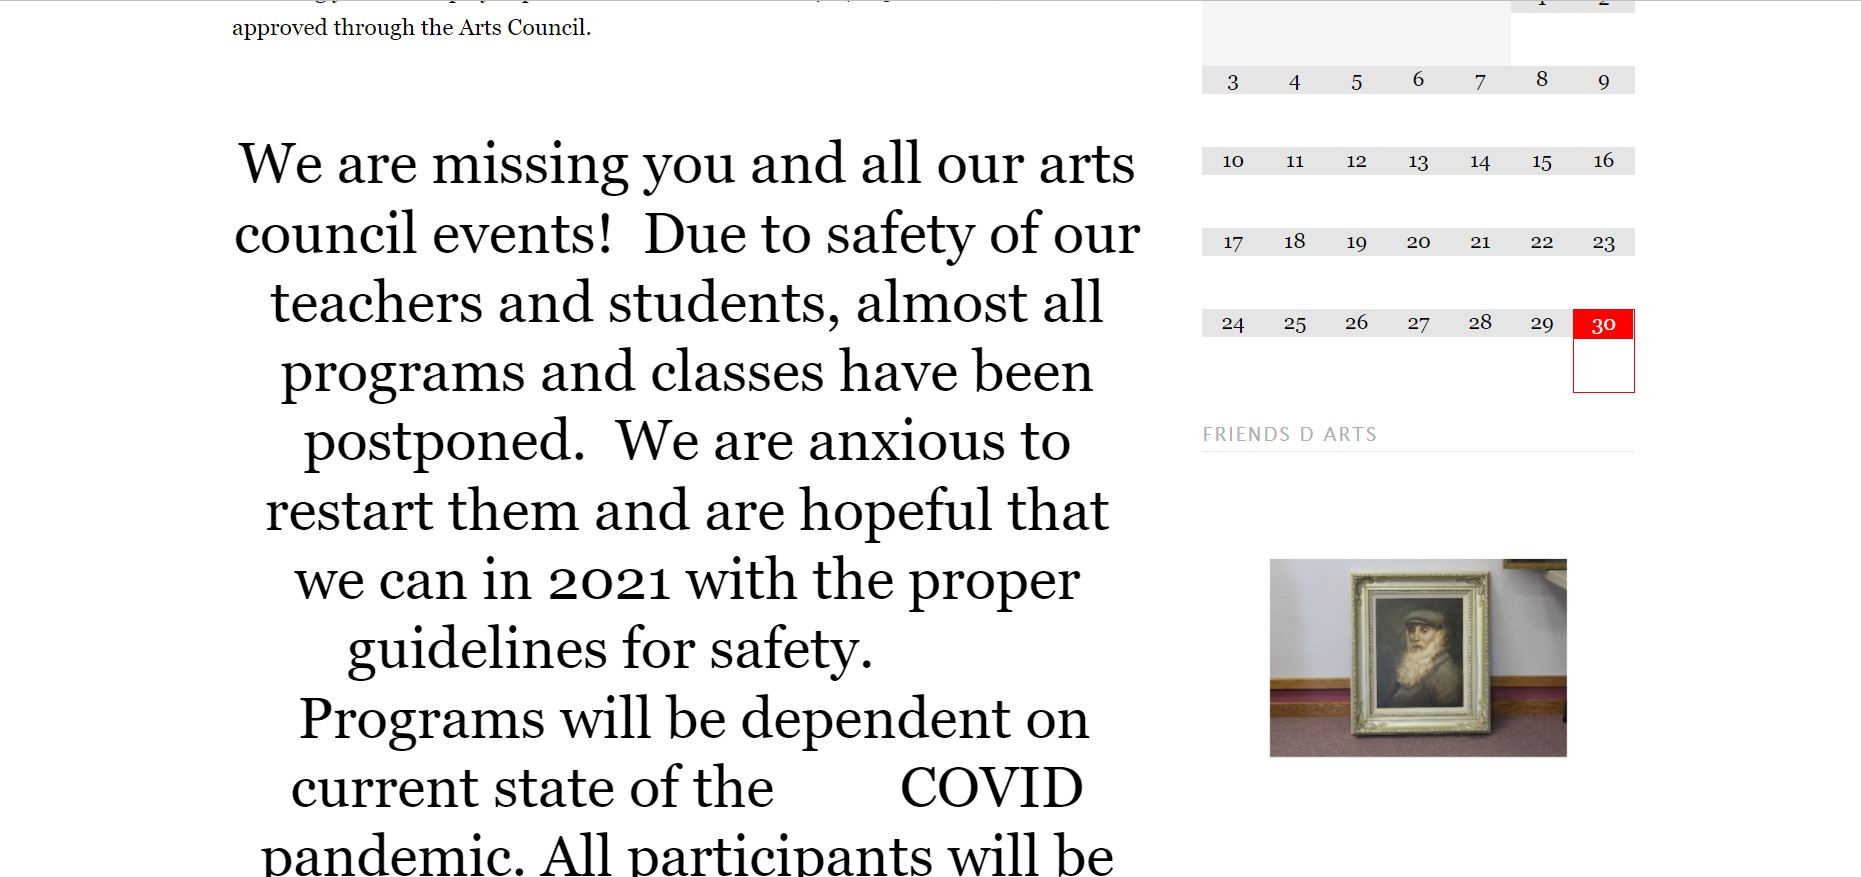 approved through the Arts Council.
We are missing you and all our arts
council events!  Due to safety of our
teachers and students, almost all
programs and classes have been
postponed.  We are anxious to
restart them and are hopeful that
we can in 2021 with the proper
guidelines for safety.
Programs will be dependent on
current state of the COVID
pandemic. All participants will be
1 2
3 4 5 6 7 8 9
10 11 12 13 14 15 16
17 18 19 20 21 22 23
24 25 26 27 28 29 30
FRIENDS D ARTS